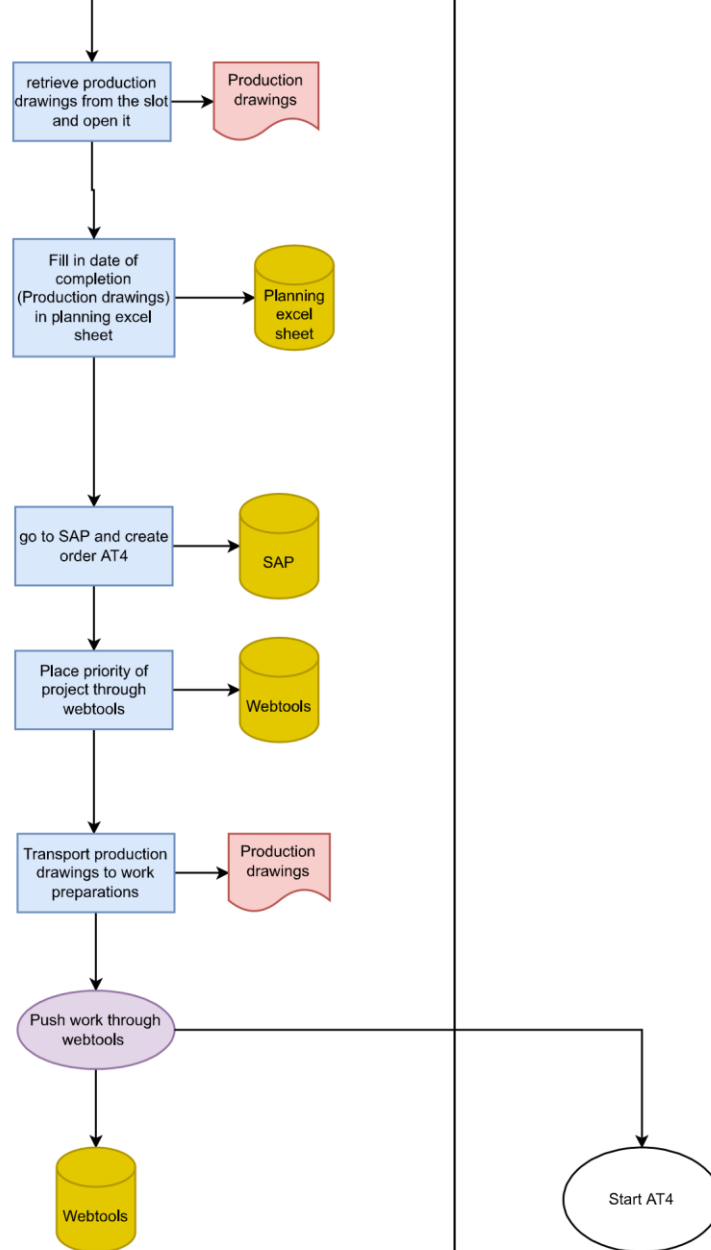 retrieve production
drawings from the slot
and open it
Production
drawings
Fill in date of
completion
(Production drawings)
in planning excel
sheet
Planning
excel
sheet
go to SAP and create
order AT4
SAP
Place priority of
project through
webtools
Webtools
Transport production
drawings to work
preparations
Production
drawings
Push work through
webtools
Webtools
Start AT4